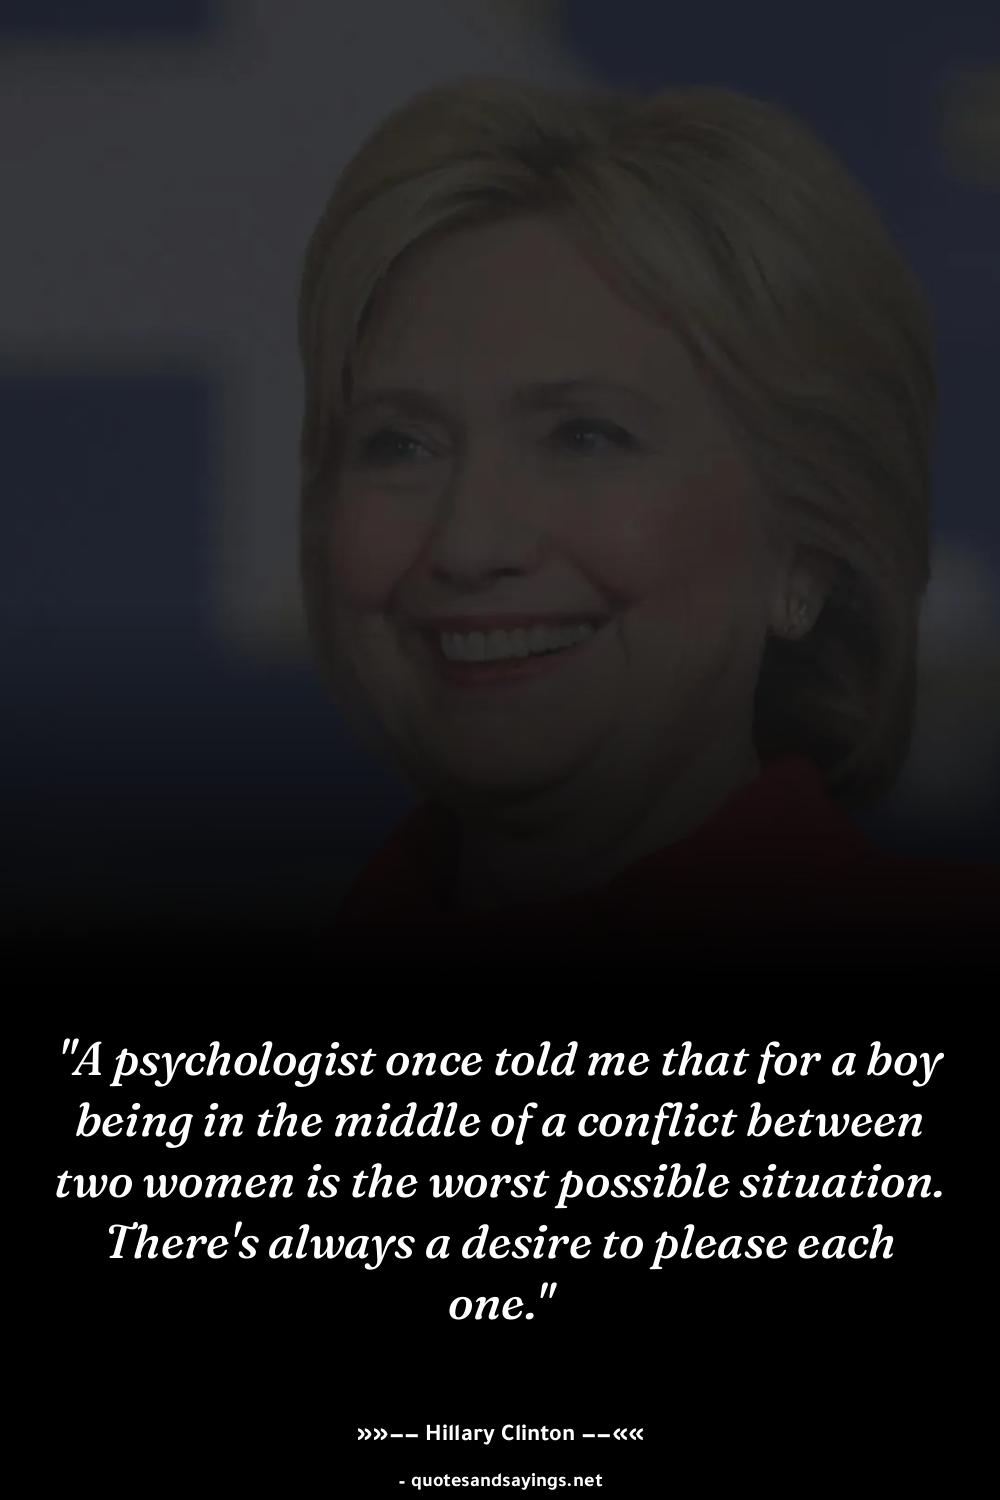 "A psychologist once told me that for a boy
being in the middle of a conflict between
two women is the worst possible situation.
There's always a desire to please each
one."
»»−− Hillary Clinton −−««
- quotesandsayings.net